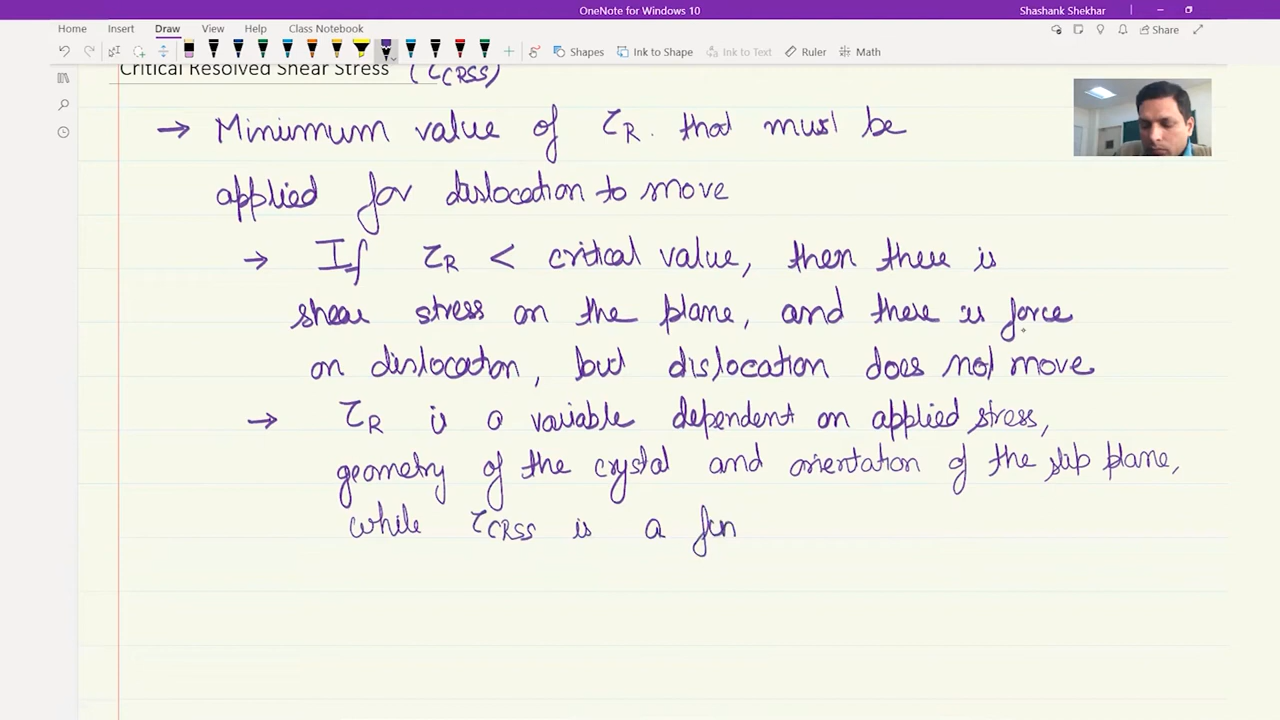 OneNote for Windows 10
Shashank Shekhar
Home Insert Draw View Help Class Notebook
Share
Shapes Ink to Shape Ink to Text Ruler Math
Critical Resolved Shear Stress (τCRSS)
→ Minimum value of τR. that must be
applied for dislocation to move
→ If τR < critical value, then there is
shear stress on the plane, and there is force
on dislocation, but dislocation does not move
→ τR is a variable dependent on applied stress,
geometry of the crystal and orientation of the slip plane,
while τCRSS is a fcn